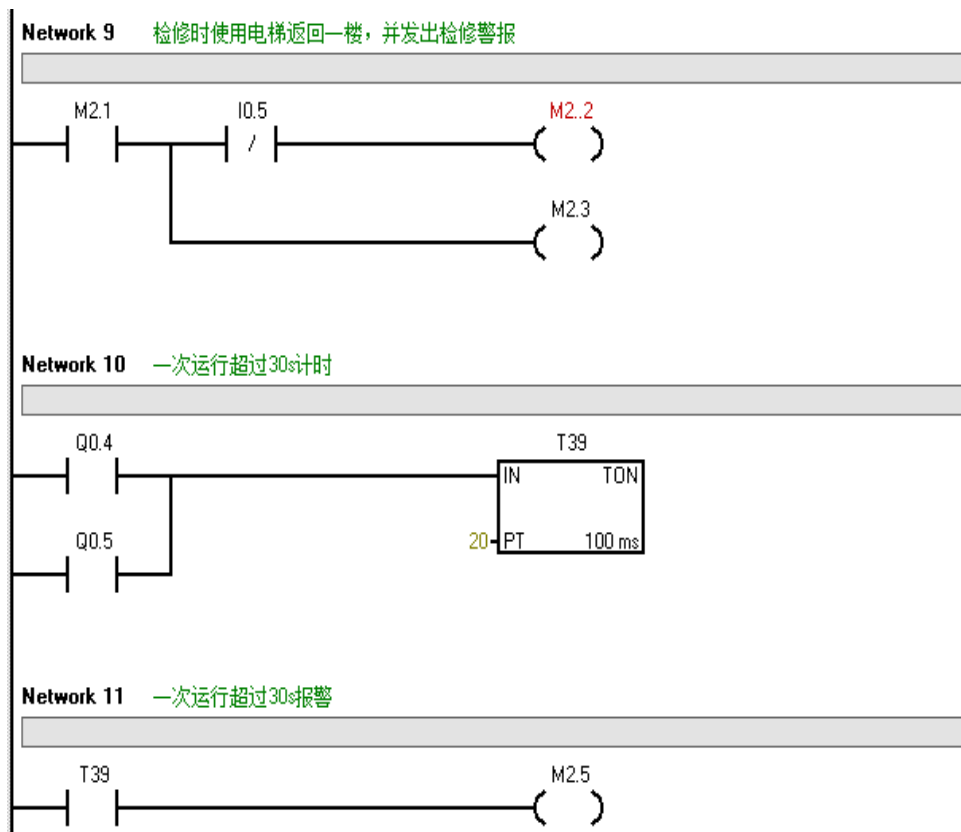 Network 9 检修时使用电梯返回一楼，并发出检修警报
M2.1 I0.5 M2..2
/
M2.3
Network 10 一次运行超过30s计时
Q0.4 T39
IN TON
Q0.5 20 PT 100 ms
Network 11 一次运行超过30s报警
T39 M2.5